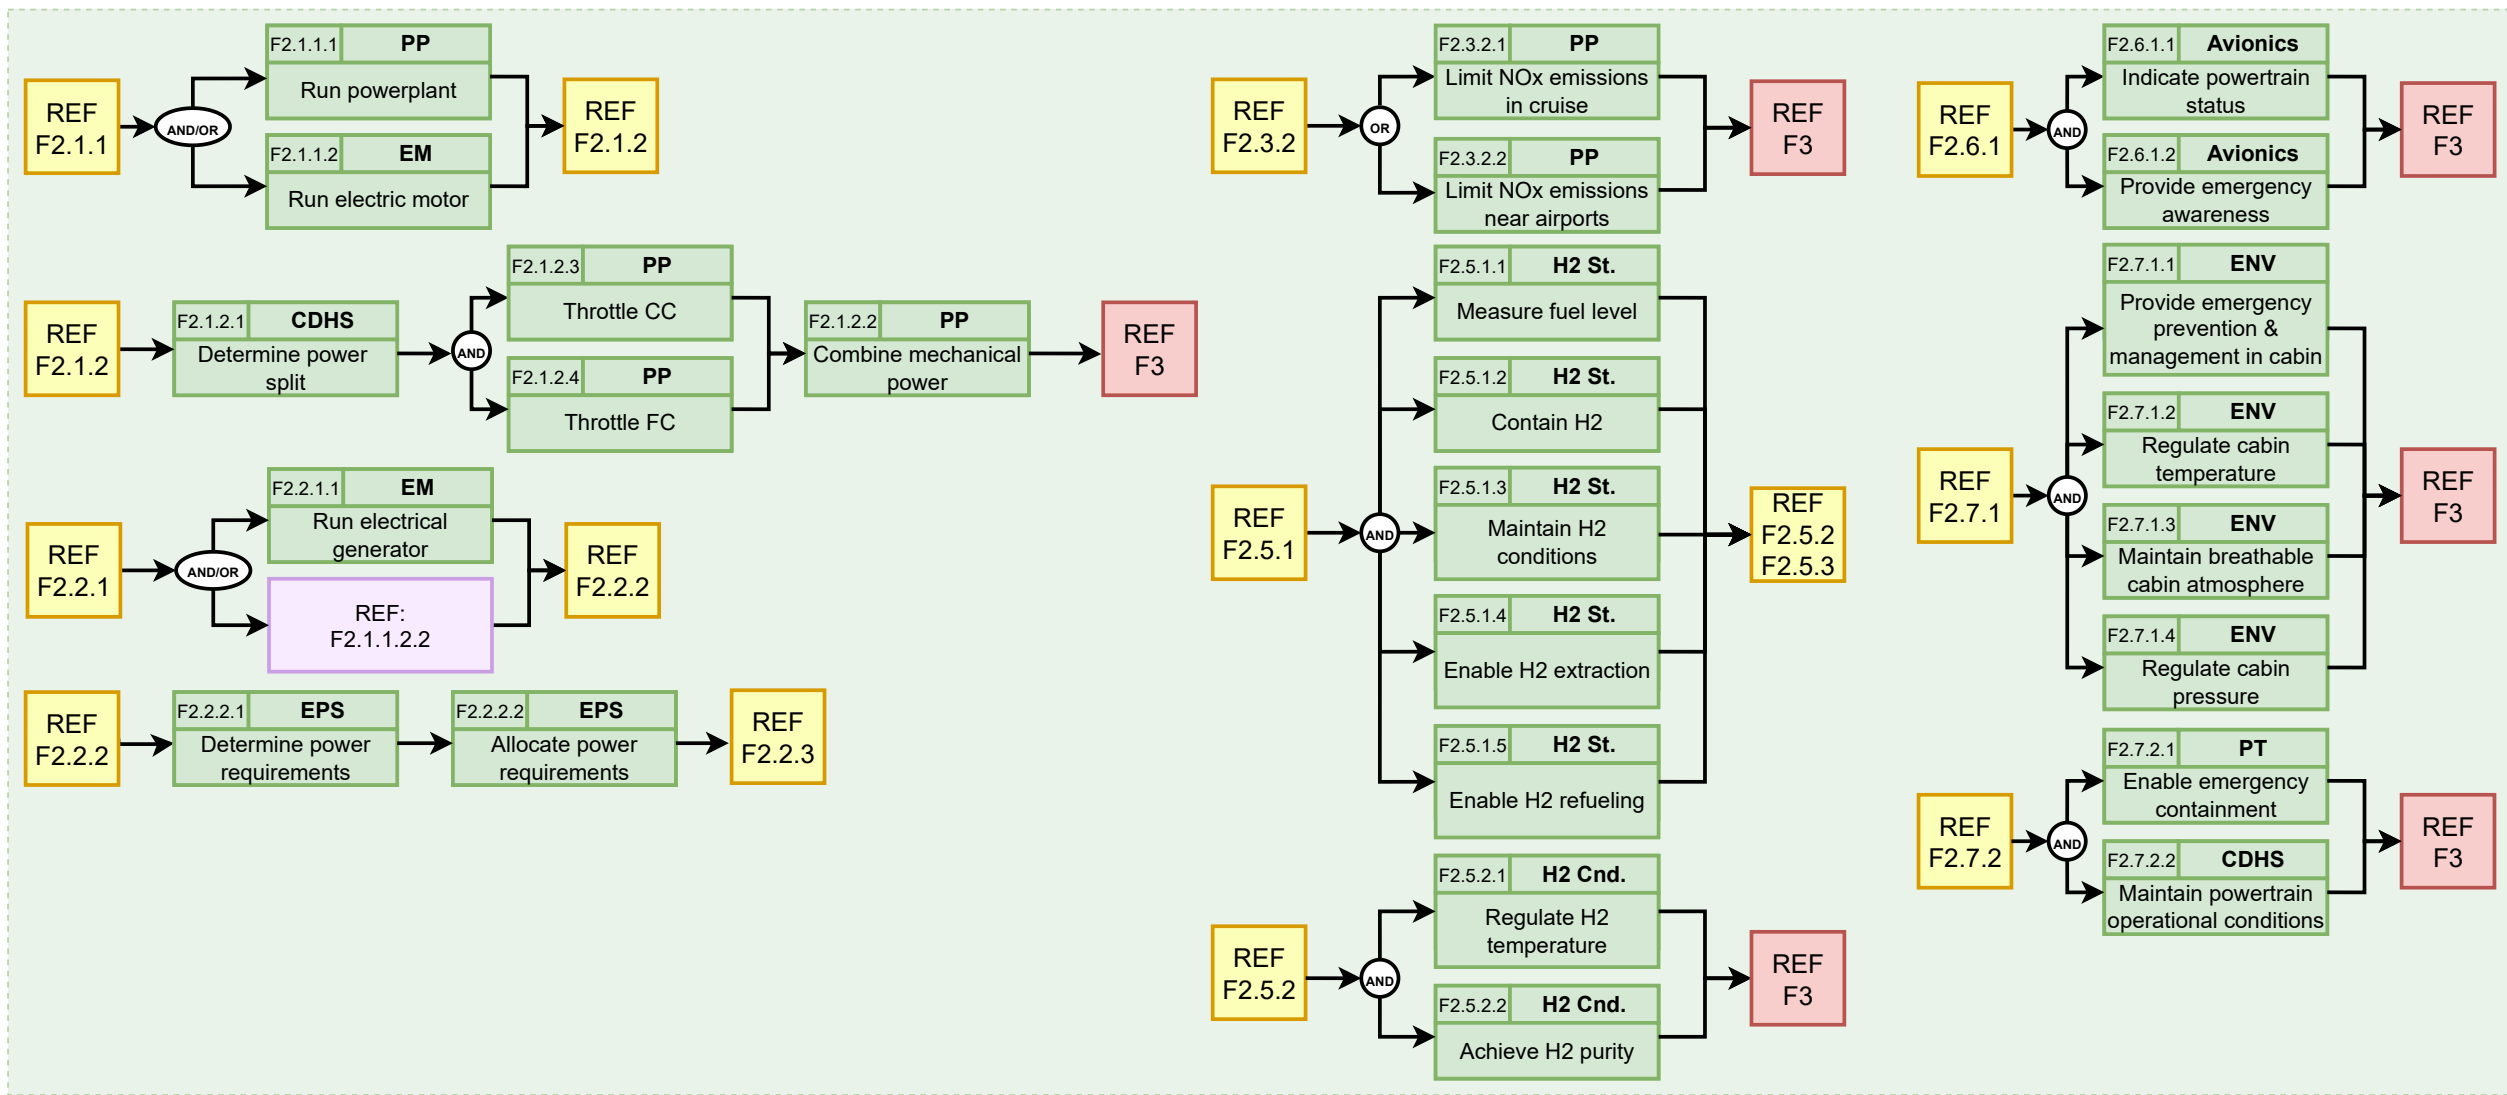 REF
F2.1.1
AND/OR
F2.1.1.1 PP
Run powerplant
F2.1.1.2 EM
Run electric motor
REF
F2.1.2
REF
F2.1.2
F2.1.2.1 CDHS
Determine power
split
AND
F2.1.2.3 PP
Throttle CC
F2.1.2.4 PP
Throttle FC
F2.1.2.2 PP
Combine mechanical
power
REF
F3
REF
F2.2.1
AND/OR
F2.2.1.1 EM
Run electrical
generator
REF:
F2.1.1.2.2
REF
F2.2.2
REF
F2.2.2
F2.2.2.1 EPS
Determine power
requirements
F2.2.2.2 EPS
Allocate power
requirements
REF
F2.2.3
REF
F2.3.2
OR
F2.3.2.1 PP
Limit NOx emissions
in cruise
F2.3.2.2 PP
Limit NOx emissions
near airports
REF
F3
REF
F2.5.1
AND
F2.5.1.1 H2 St.
Measure fuel level
F2.5.1.2 H2 St.
Contain H2
F2.5.1.3 H2 St.
Maintain H2
conditions
F2.5.1.4 H2 St.
Enable H2 extraction
F2.5.1.5 H2 St.
Enable H2 refueling
REF
F2.5.2
F2.5.3
REF
F2.5.2
AND
F2.5.2.1 H2 Cnd.
Regulate H2
temperature
F2.5.2.2 H2 Cnd.
Achieve H2 purity
REF
F3
REF
F2.6.1
AND
F2.6.1.1 Avionics
Indicate powertrain
status
F2.6.1.2 Avionics
Provide emergency
awareness
REF
F3
REF
F2.7.1
AND
F2.7.1.1 ENV
Provide emergency
prevention &
management in cabin
F2.7.1.2 ENV
Regulate cabin
temperature
F2.7.1.3 ENV
Maintain breathable
cabin atmosphere
F2.7.1.4 ENV
Regulate cabin
pressure
REF
F3
REF
F2.7.2
AND
F2.7.2.1 PT
Enable emergency
containment
F2.7.2.2 CDHS
Maintain powertrain
operational conditions
REF
F3